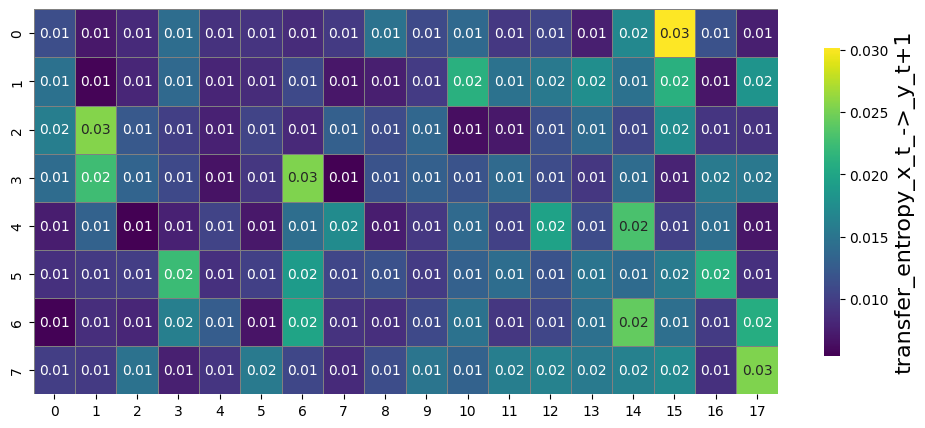 0 0.01 0.01 0.01 0.01 0.01 0.01 0.01 0.01 0.01 0.01 0.01 0.01 0.01 0.01 0.02 0.03 0.01 0.01
1 0.01 0.01 0.01 0.01 0.01 0.01 0.01 0.01 0.01 0.01 0.02 0.01 0.02 0.02 0.01 0.02 0.01 0.02
2 0.02 0.03 0.01 0.01 0.01 0.01 0.01 0.01 0.01 0.01 0.01 0.01 0.01 0.01 0.01 0.02 0.01 0.01
3 0.01 0.02 0.01 0.01 0.01 0.01 0.03 0.01 0.01 0.01 0.01 0.01 0.01 0.01 0.01 0.01 0.02 0.02
4 0.01 0.01 0.01 0.01 0.01 0.01 0.01 0.02 0.01 0.01 0.01 0.01 0.02 0.01 0.02 0.01 0.01 0.01
5 0.01 0.01 0.01 0.02 0.01 0.01 0.02 0.01 0.01 0.01 0.01 0.01 0.01 0.01 0.01 0.02 0.02 0.01
6 0.01 0.01 0.01 0.02 0.01 0.01 0.02 0.01 0.01 0.01 0.01 0.01 0.01 0.01 0.02 0.01 0.01 0.02
7 0.01 0.01 0.01 0.01 0.01 0.02 0.01 0.01 0.01 0.01 0.01 0.02 0.02 0.02 0.02 0.02 0.01 0.03
0 1 2 3 4 5 6 7 8 9 10 11 12 13 14 15 16 17
0.030
0.025
0.020
0.015
0.010
transfer_entropy_x_t_->_y_t+1